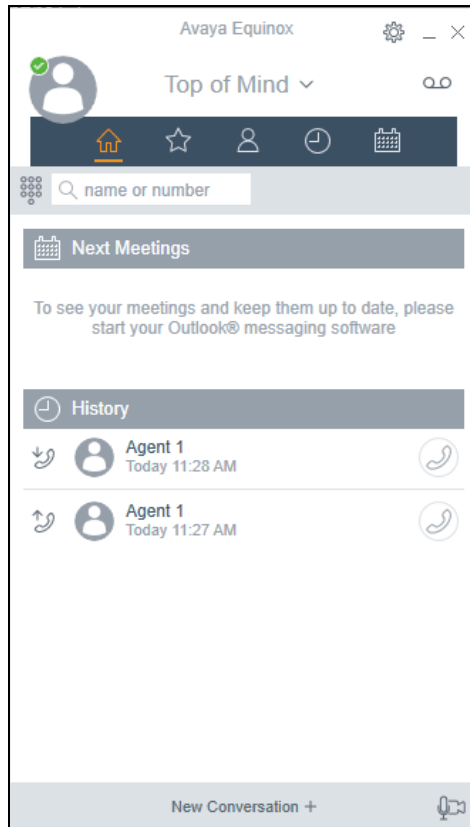 Avaya Equinox
Top of Mind
name or number
Next Meetings
To see your meetings and keep them up to date, please
start your Outlook® messaging software
History
Agent 1
Today 11:28 AM
Agent 1
Today 11:27 AM
New Conversation +